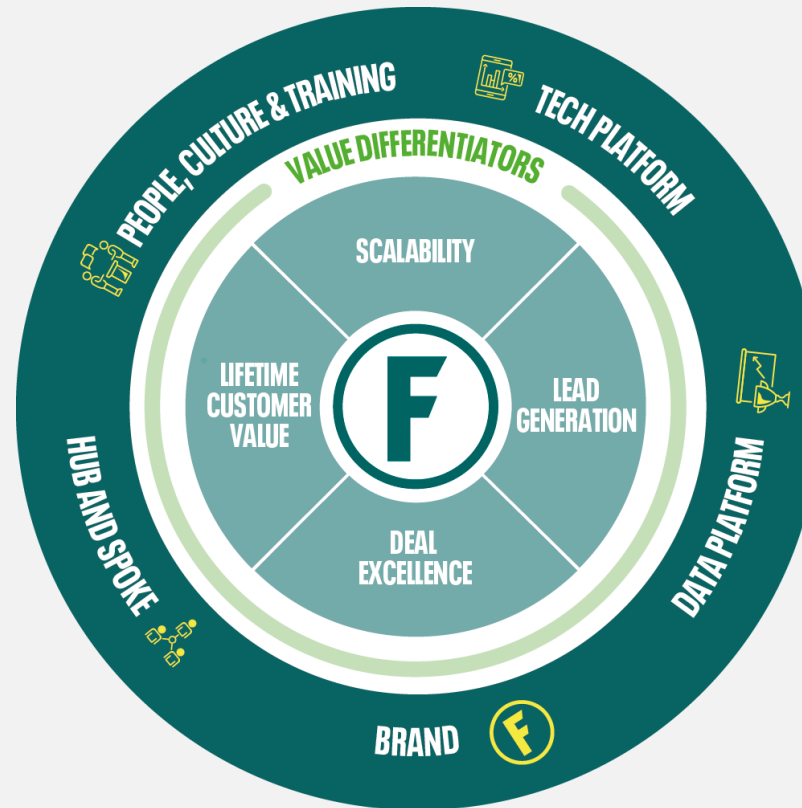 PEOPLE, CULTURE & TRAINING
TECH PLATFORM
VALUE DIFFERENTIATORS
SCALABILITY
LIFETIME
CUSTOMER
VALUE
F
LEAD
GENERATION
DEAL
EXCELLENCE
HUB AND SPOKE
DATA PLATFORM
BRAND
F
%